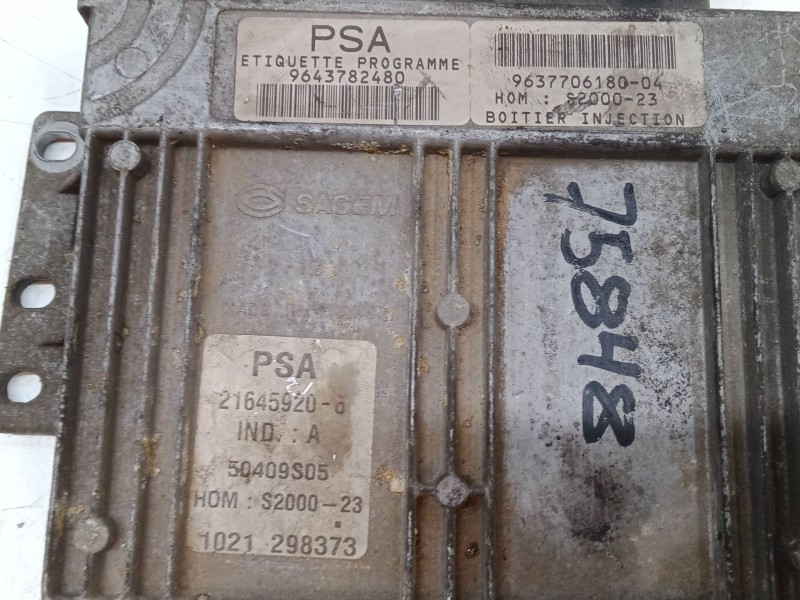 PSA
ETIQUETTE PROGRAMME
9643782480
9637706180-04
HOM : S2000-23
BOITIER INJECTION
SAGEM
PSA
21645920-6
IND. : A
50409S05
HOM : S2000-23
1021 298373
75848